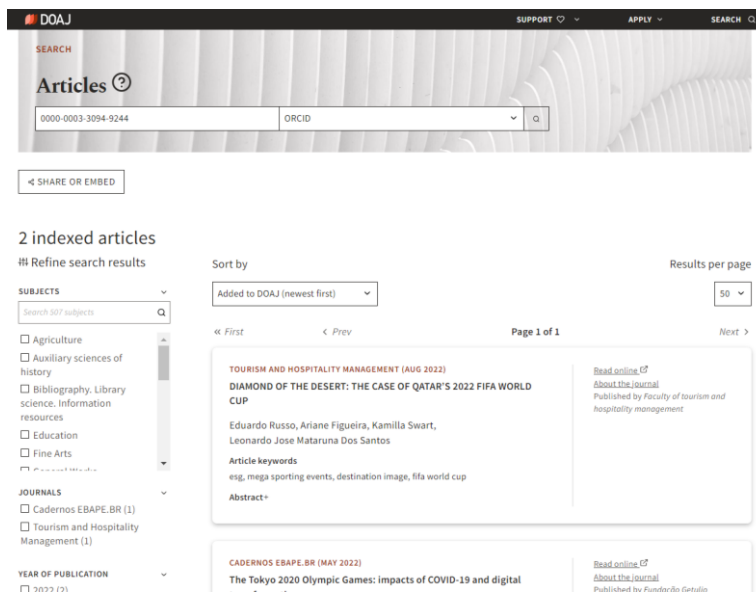 DOAJ
SUPPORT
APPLY
SEARCH
SEARCH
Articles ?
0000-0003-3094-9244
ORCID
SHARE OR EMBED
2 indexed articles
Refine search results
SUBJECTS
Search 507 subjects
Agriculture
Auxiliary sciences of
history
Bibliography. Library
science. Information
resources
Education
Fine Arts
JOURNALS
Cadernos EBAPE.BR (1)
Tourism and Hospitality
Management (1)
YEAR OF PUBLICATION
2022 (2)
Sort by
Added to DOAJ (newest first)
Results per page
50
« First
‹ Prev
Page 1 of 1
Next ›
TOURISM AND HOSPITALITY MANAGEMENT (AUG 2022)
DIAMOND OF THE DESERT: THE CASE OF QATAR'S 2022 FIFA WORLD
CUP
Eduardo Russo, Ariane Figueira, Kamilla Swart,
Leonardo Jose Mataruna Dos Santos
Article keywords
esg, mega sporting events, destination image, fifa world cup
Abstract+
Read online
About the journal
Published by Faculty of tourism and
hospitality management
CADERNOS EBAPE.BR (MAY 2022)
The Tokyo 2020 Olympic Games: impacts of COVID-19 and digital
Read online
About the journal
Published by Fundação Getulio